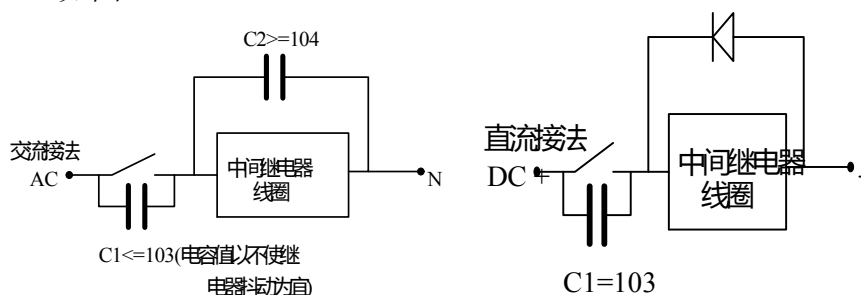 C2>=104
交流接法
AC
中间继电器
线圈
N
C1<=103(电容值以不使继
电器抖动为宜)
直流接法
DC +
中间继电器
线圈
C1=103